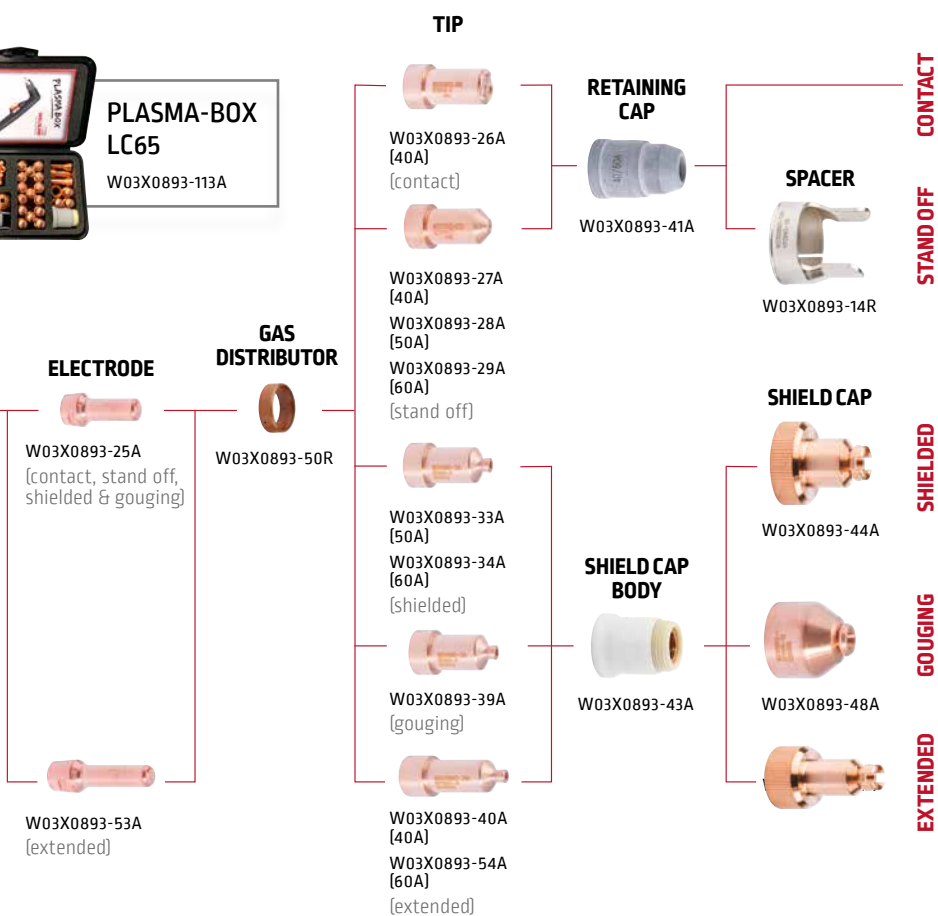 TIP
PLASMABOX
PLASMA-BOX
LC65
W03X0893-113A
W03X0893-26A
(40A)
(contact)
RETAINING
CAP
40/60A
W03X0893-41A
CONTACT
SPACER
W03X0893-14R
STAND OFF
W03X0893-27A
(40A)
W03X0893-28A
(50A)
W03X0893-29A
(60A)
(stand off)
ELECTRODE
W03X0893-25A
(contact, stand off,
shielded & gouging)
GAS
DISTRIBUTOR
W03X0893-50R
W03X0893-33A
(50A)
W03X0893-34A
(60A)
(shielded)
SHIELD CAP
W03X0893-44A
SHIELDED
SHIELD CAP
BODY
W03X0893-43A
W03X0893-39A
(gouging)
W03X0893-48A
GOUGING
W03X0893-53A
(extended)
W03X0893-40A
(40A)
W03X0893-54A
(60A)
(extended)
EXTENDED